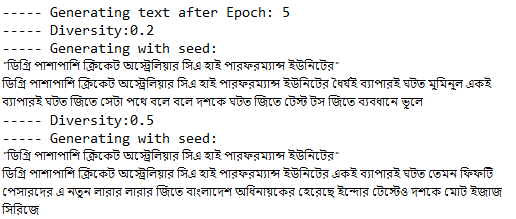 ----- Generating text after Epoch: 5
----- Diversity:0.2
----- Generating with seed:
"ডিগ্রি পাশাপাশি ক্রিকেট অস্ট্রেলিয়ার সিএ হাই পারফরম্যান্স ইউনিটের"
ডিগ্রি পাশাপাশি ক্রিকেট অস্ট্রেলিয়ার সিএ হাই পারফরম্যান্স ইউনিটের ধৈর্যই ব্যাপারই ঘটত মুমিনুল একই
ব্যাপারই ঘটত জিতে সেটা পথে বলে বলে দশকে ঘটত জিতে টেস্ট টস জিতে ব্যবধানে ভুলে
----- Diversity:0.5
----- Generating with seed:
"ডিগ্রি পাশাপাশি ক্রিকেট অস্ট্রেলিয়ার সিএ হাই পারফরম্যান্স ইউনিটের"
ডিগ্রি পাশাপাশি ক্রিকেট অস্ট্রেলিয়ার সিএ হাই পারফরম্যান্স ইউনিটের একই ব্যাপারই ঘটত তেমন ফিফটি
পেসারদের এ নতুন লারার লারার জিতে বাংলাদেশ অধিনায়কের হেরেছে ইন্দোর টেস্টেও দশকে মোট ইজাজ
সিরিজে